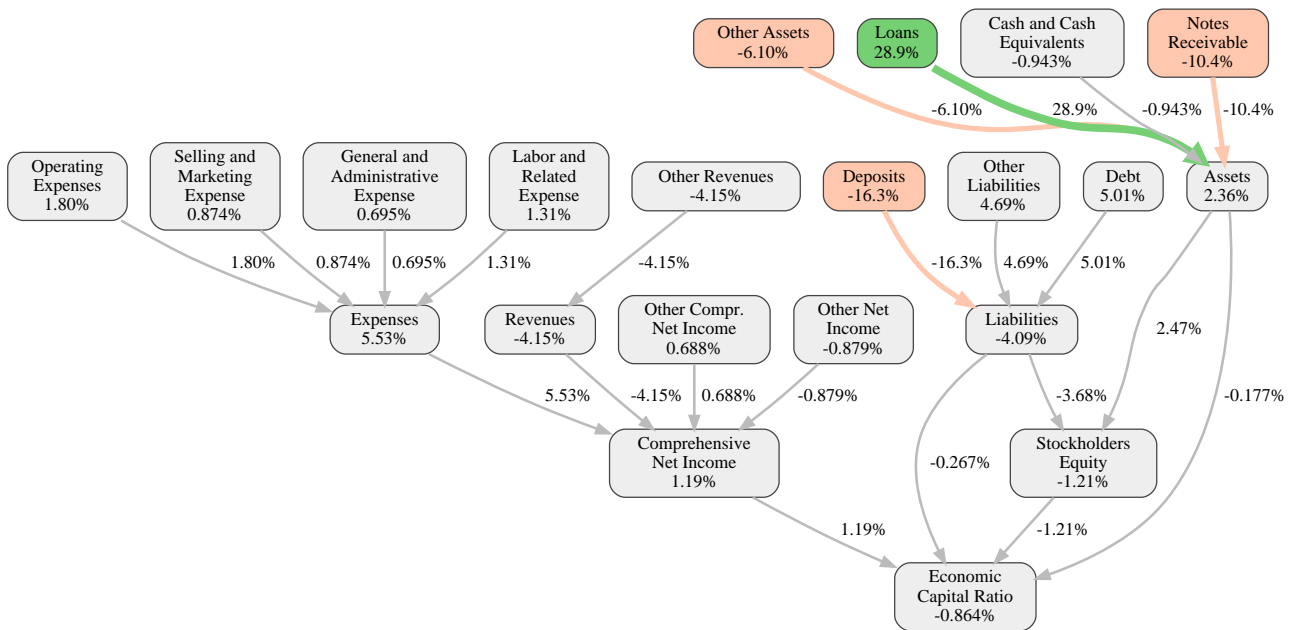 Other Assets
-6.10%
Loans
28.9%
Cash and Cash
Equivalents
-0.943%
Notes
Receivable
-10.4%
-6.10%
28.9%
-0.943%
-10.4%
Operating
Expenses
1.80%
Selling and
Marketing
Expense
0.874%
General and
Administrative
Expense
0.695%
Labor and
Related
Expense
1.31%
Other Revenues
-4.15%
Deposits
-16.3%
Other
Liabilities
4.69%
Debt
5.01%
Assets
2.36%
1.80%
0.874%
0.695%
1.31%
-4.15%
-16.3%
4.69%
5.01%
Expenses
5.53%
Revenues
-4.15%
Other Compr.
Net Income
0.688%
Other Net
Income
-0.879%
Liabilities
-4.09%
2.47%
5.53%
-4.15%
0.688%
-0.879%
-3.68%
-0.177%
Comprehensive
Net Income
1.19%
-0.267%
Stockholders
Equity
-1.21%
1.19%
-1.21%
Economic
Capital Ratio
-0.864%